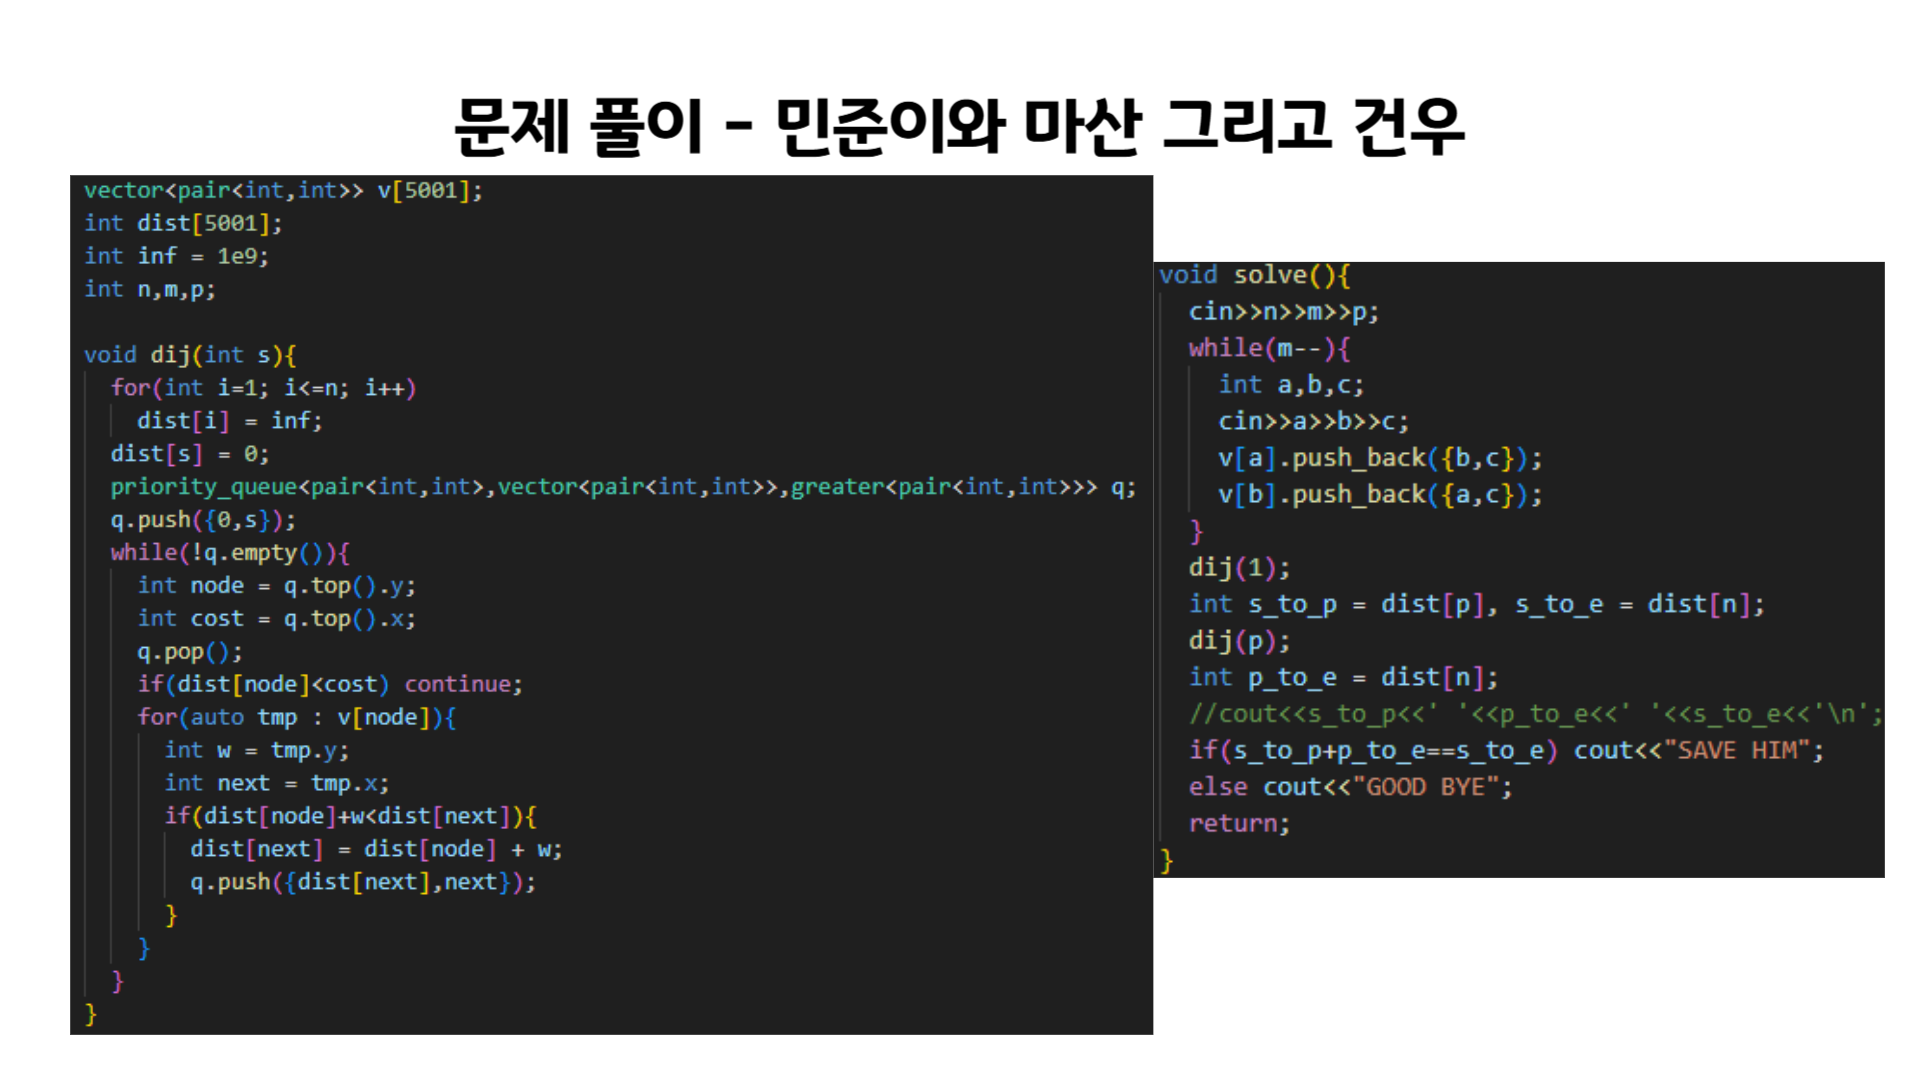 문제 풀이 - 민준이와 마산 그리고 건우
vector<pair<int,int>> v[5001];
int dist[5001];
int inf = 1e9;
int n,m,p;
void dij(int s){
for(int i=1; i<=n; i++)
dist[i] = inf;
dist[s] = 0;
priority_queue<pair<int,int>,vector<pair<int,int>>,greater<pair<int,int>>> q;
q.push({0,s});
while(!q.empty()){
int node = q.top().y;
int cost = q.top().x;
q.pop();
if(dist[node]<cost) continue;
for(auto tmp : v[node]){
int w = tmp.y;
int next = tmp.x;
if(dist[node]+w<dist[next]){
dist[next] = dist[node] + w;
q.push({dist[next],next});
}
}
}
}
void solve(){
cin>>n>>m>>p;
while(m--){
int a,b,c;
cin>>a>>b>>c;
v[a].push_back({b,c});
v[b].push_back({a,c});
}
dij(1);
int s_to_p = dist[p], s_to_e = dist[n];
dij(p);
int p_to_e = dist[n];
//cout<<s_to_p<<' '<<p_to_e<<' '<<s_to_e<<'\n';
if(s_to_p+p_to_e==s_to_e) cout<<"SAVE HIM";
else cout<<"GOOD BYE";
return;
}